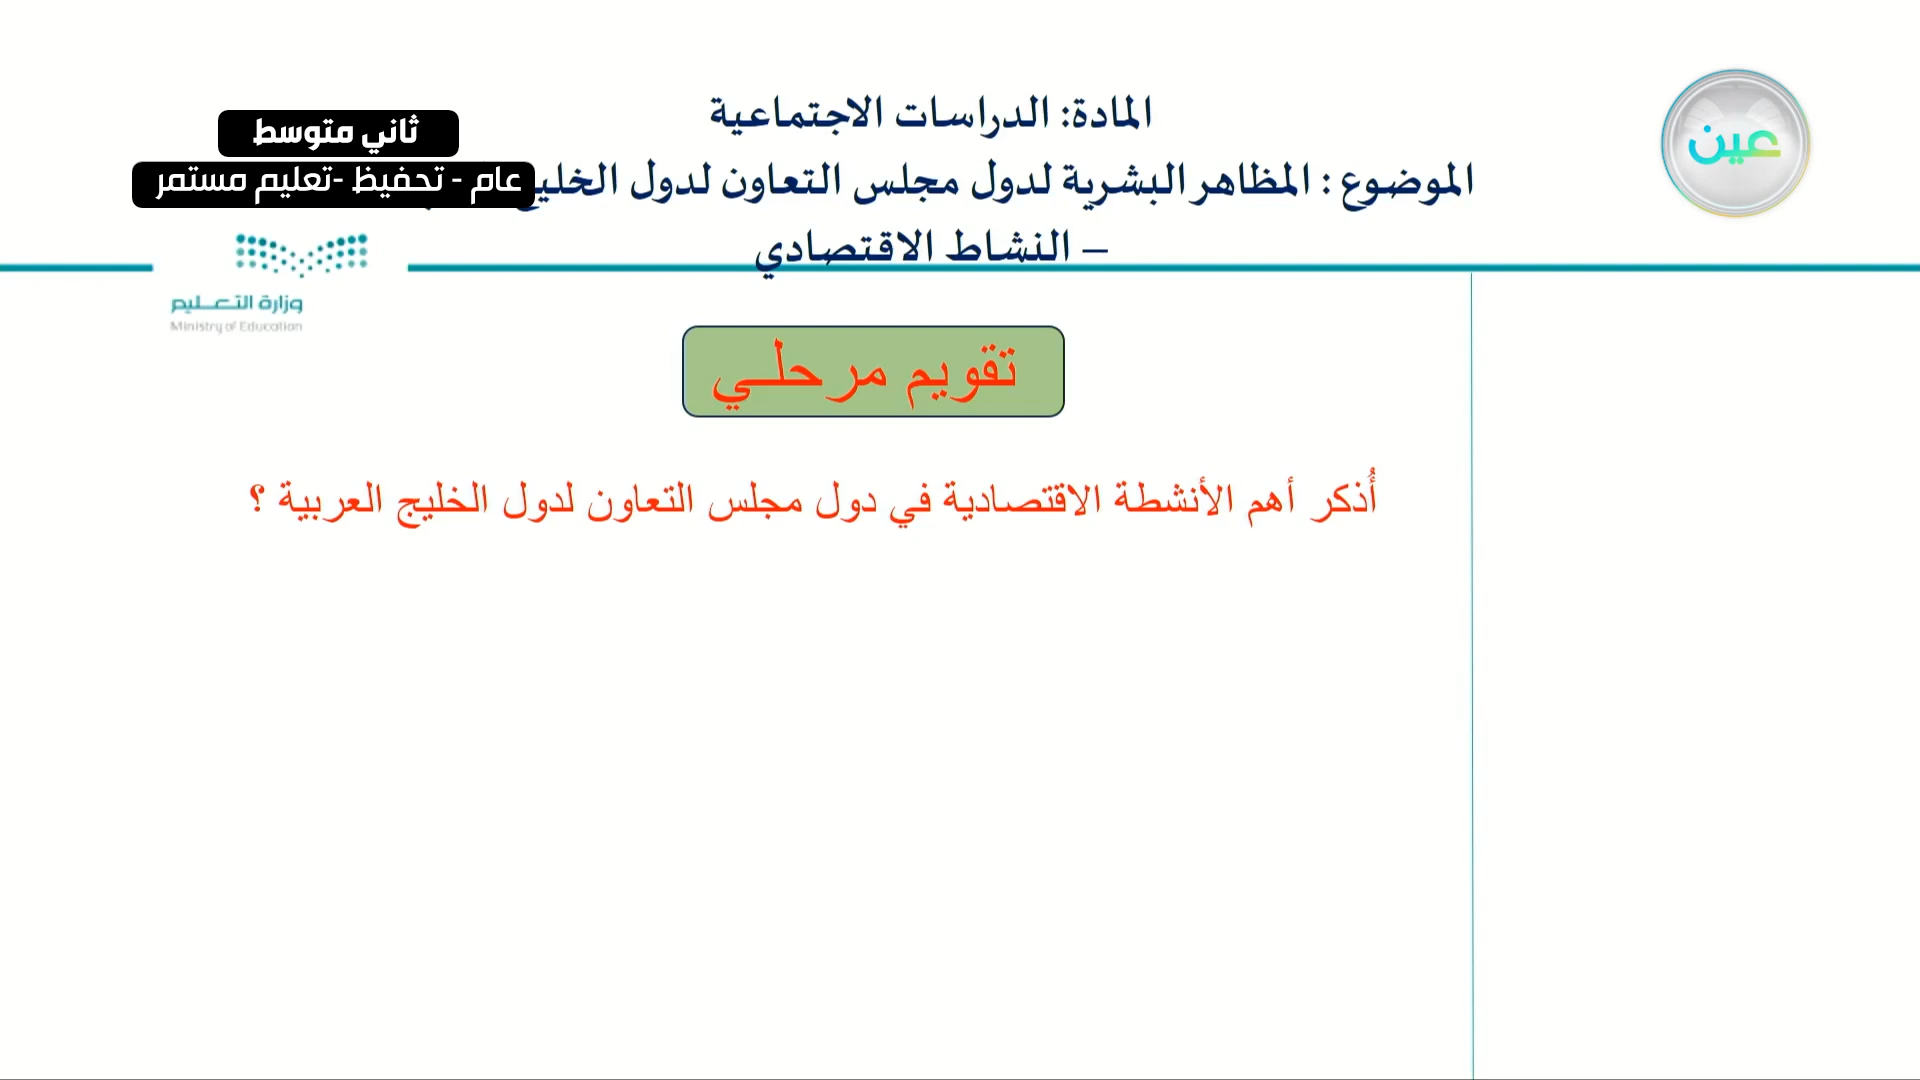 المادة: الدراسات الاجتماعية
الموضوع : المظاهر البشرية لدول مجلس التعاون لدول الخليج
– النشاط الاقتصادي
ثاني متوسط
عام - تحفيظ -تعليم مستمر
عين
وزارة التعليم
Ministry of Education
تقويم مرحلي
أُذكر أهم الأنشطة الاقتصادية في دول مجلس التعاون لدول الخليج العربية ؟